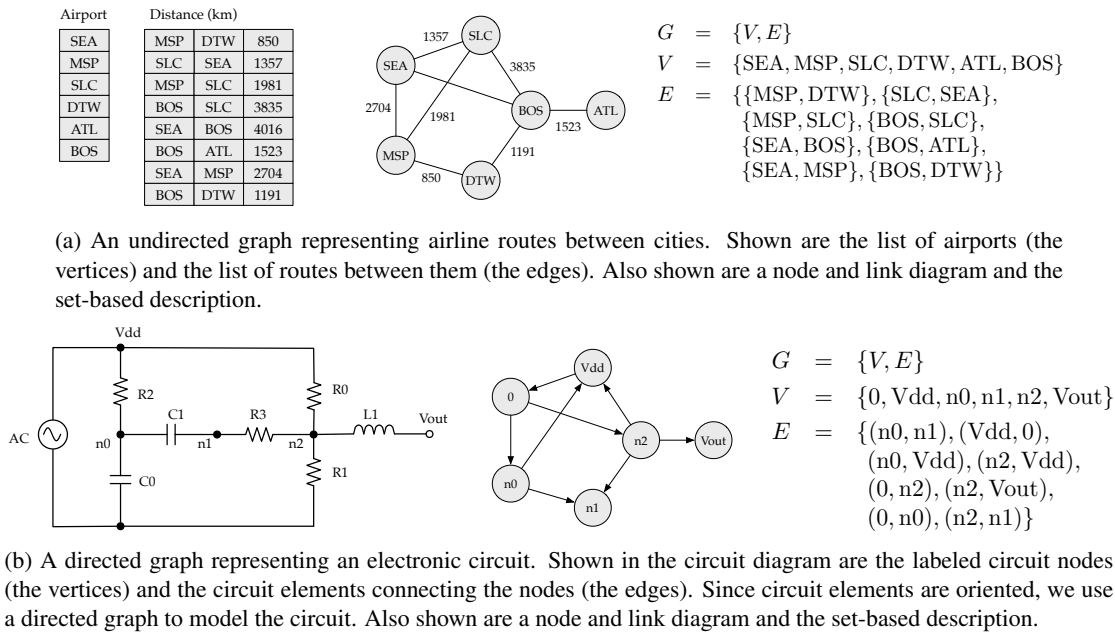 Airport
SEA
MSP
SLC
DTW
ATL
BOS
Distance (km)
MSP DTW 850
SLC SEA 1357
MSP SLC 1981
BOS SLC 3835
SEA BOS 4016
BOS ATL 1523
SEA MSP 2704
BOS DTW 1191
SLC
1357
SEA
3835
2704
1981
BOS
ATL
1523
1191
MSP
850
DTW
G = {V, E}
V = {SEA, MSP, SLC, DTW, ATL, BOS}
E = {{MSP, DTW}, {SLC, SEA},
{MSP, SLC}, {BOS, SLC},
{SEA, BOS}, {BOS, ATL},
{SEA, MSP}, {BOS, DTW}}
(a) An undirected graph representing airline routes between cities. Shown are the list of airports (the
vertices) and the list of routes between them (the edges). Also shown are a node and link diagram and the
set-based description.
Vdd
R2
R0
C1
R3
L1
Vout
AC
n0
n1
n2
C0
R1
Vdd
0
n2
Vout
n0
n1
G = {V, E}
V = {0, Vdd, n0, n1, n2, Vout}
E = {(n0, n1), (Vdd, 0),
(n0, Vdd), (n2, Vdd),
(0, n2), (n2, Vout),
(0, n0), (n2, n1)}
(b) A directed graph representing an electronic circuit. Shown in the circuit diagram are the labeled circuit nodes
(the vertices) and the circuit elements connecting the nodes (the edges). Since circuit elements are oriented, we use
a directed graph to model the circuit. Also shown are a node and link diagram and the set-based description.